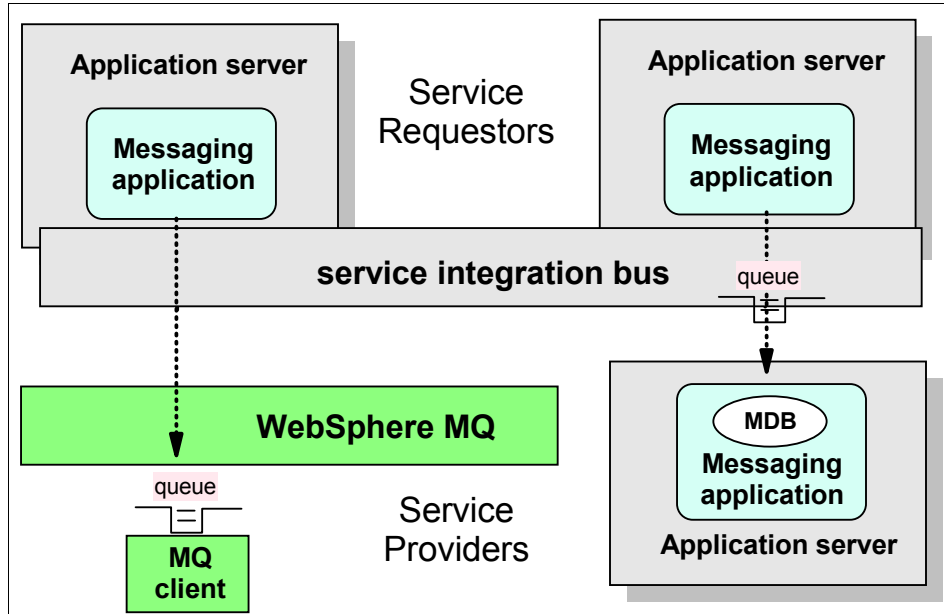 Application server
Messaging
application
Service
Requestors
Application server
Messaging
application
service integration bus
queue
WebSphere MQ
queue
MQ
client
Service
Providers
MDB
Messaging
application
Application server